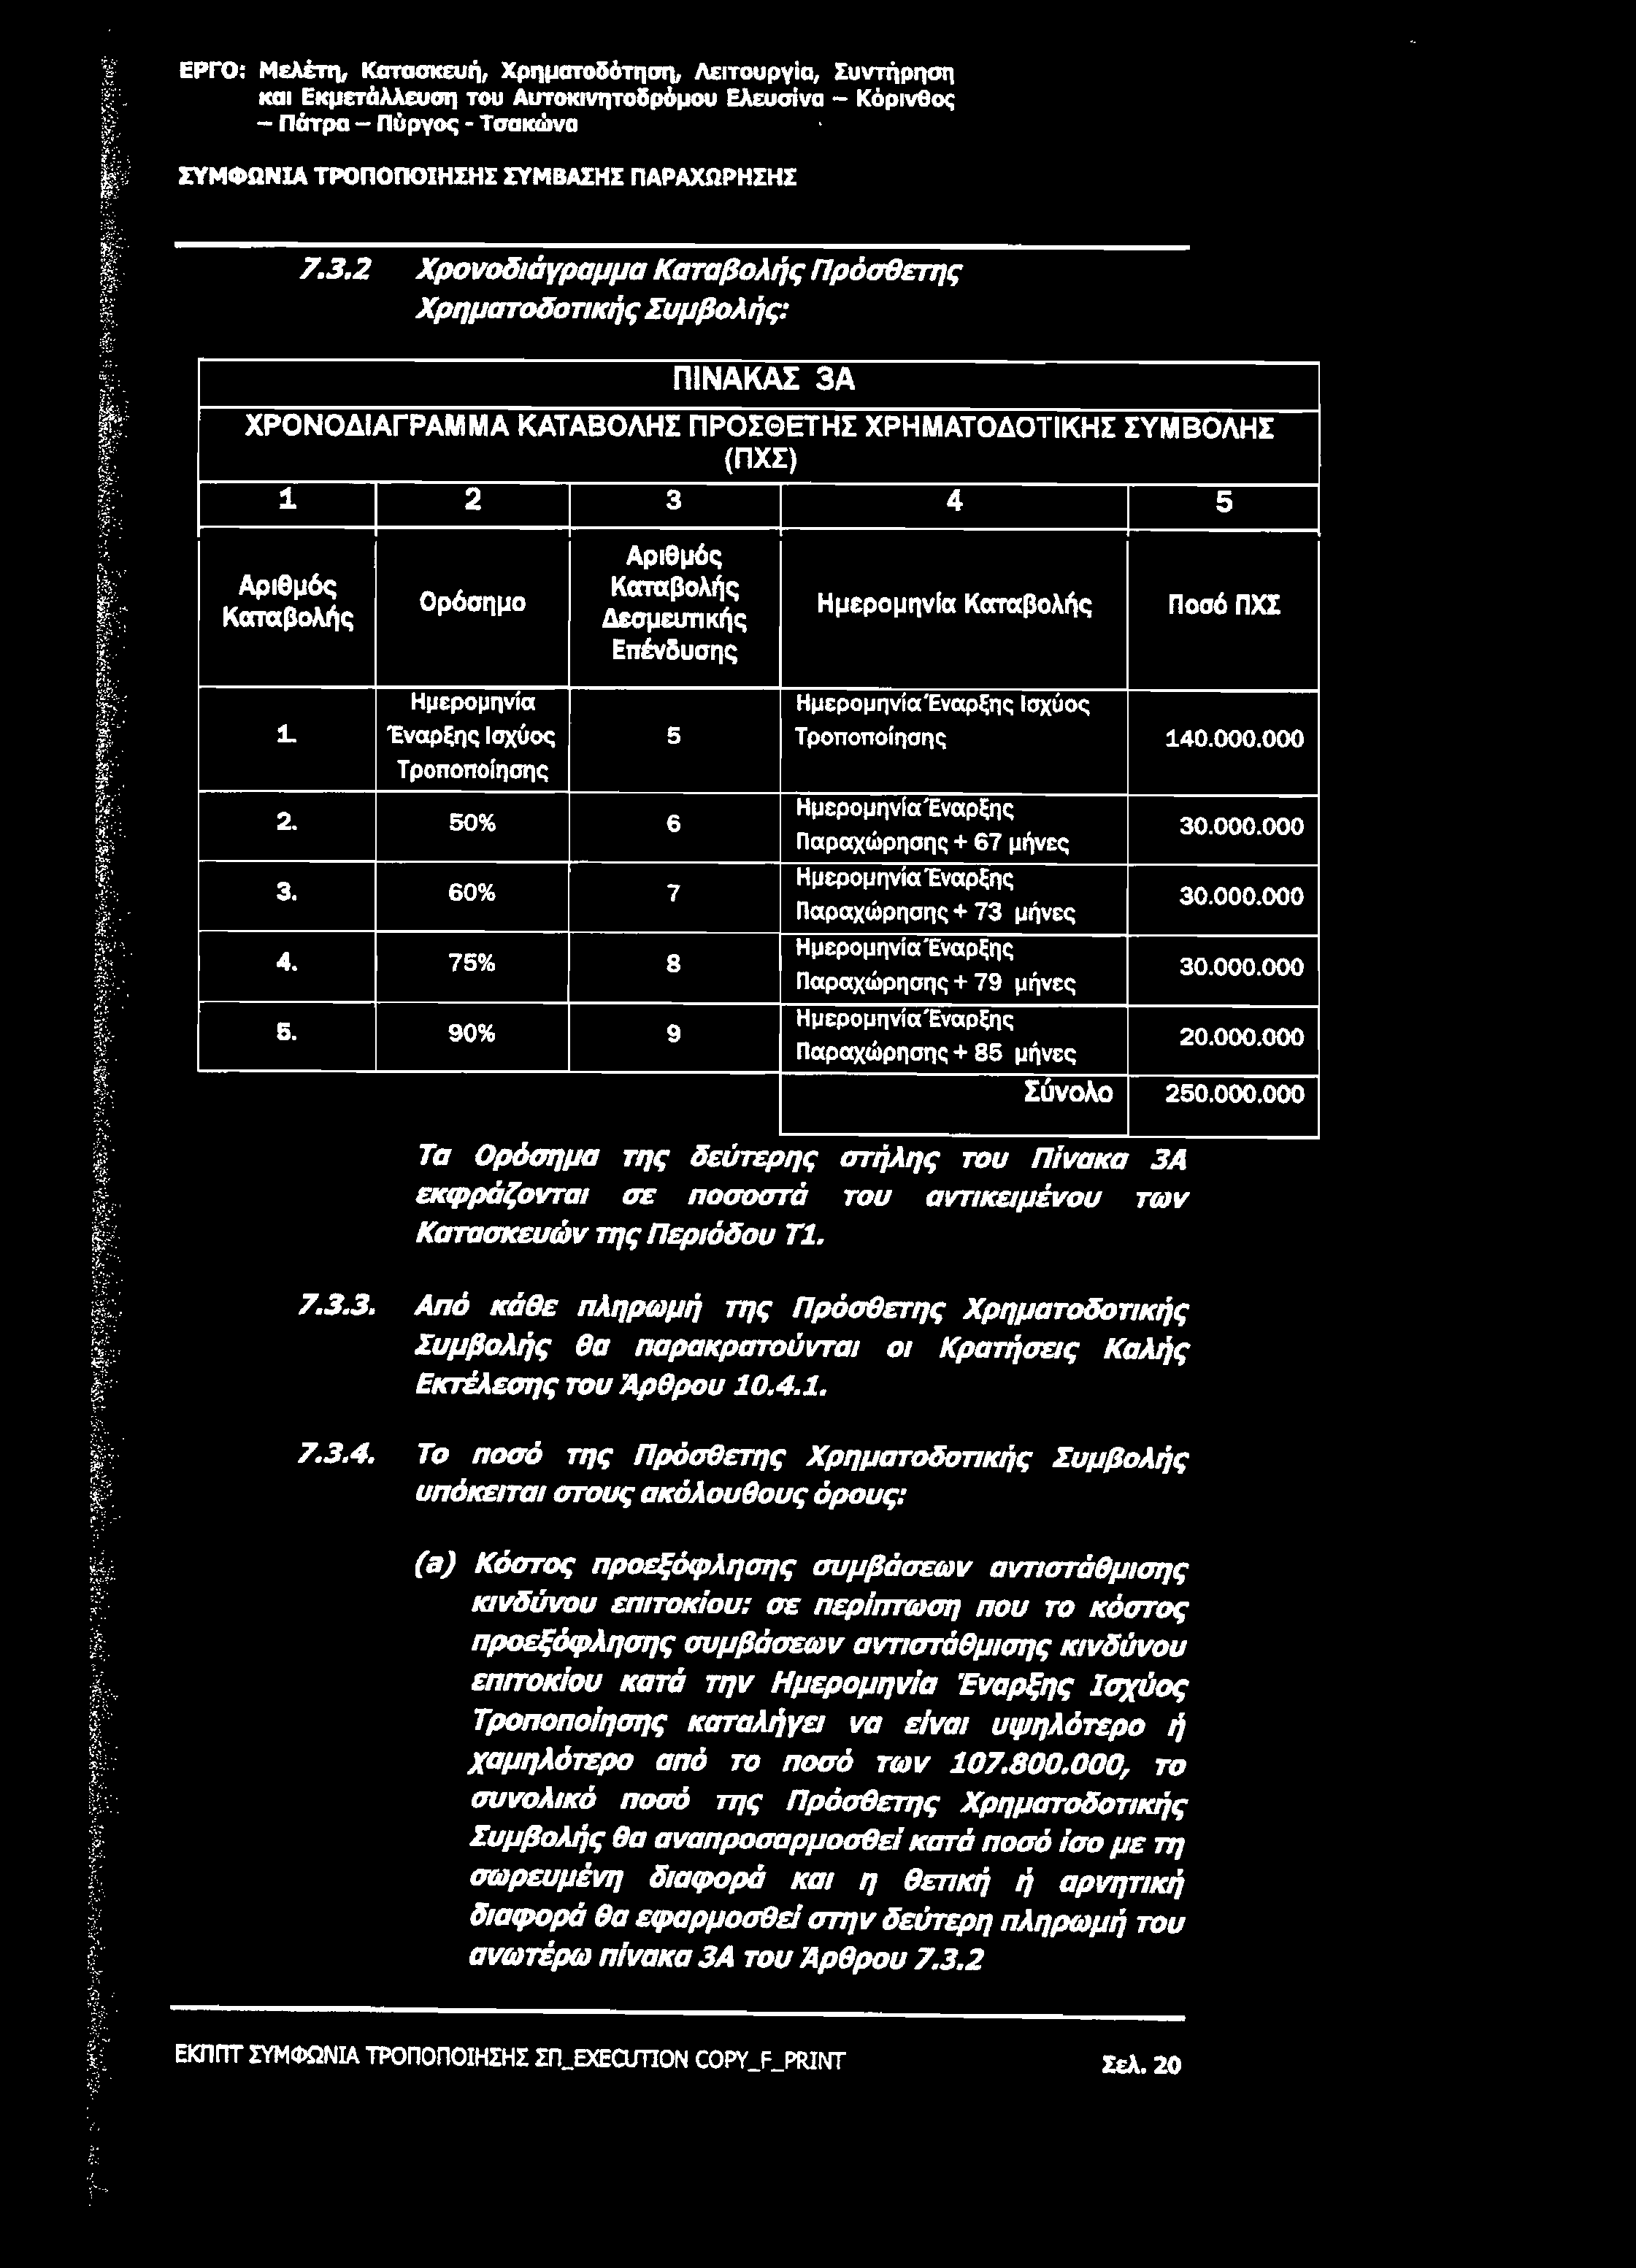 ΕΡΓΟ: Μελέτη, Κατασκευή, Χρηματοδότηση, Λειτουργία, Συντήρηση
και Εκμετάλλευση του Αυτοκινητοδρόμου Ελευσίνα – Κόρινθος
– Πάτρα – Πύργος - Τσακώνα
ΣΥΜΦΩΝΙΑ ΤΡΟΠΟΠΟΙΗΣΗΣ ΣΥΜΒΑΣΗΣ ΠΑΡΑΧΩΡΗΣΗΣ
7.3.2 Χρονοδιάγραμμα Καταβολής Πρόσθετης
Χρηματοδοτικής Συμβολής:
ΠΙΝΑΚΑΣ 3Α
ΧΡΟΝΟΔΙΑΓΡΑΜΜΑ ΚΑΤΑΒΟΛΗΣ ΠΡΟΣΘΕΤΗΣ ΧΡΗΜΑΤΟΔΟΤΙΚΗΣ ΣΥΜΒΟΛΗΣ
(ΠΧΣ)
1 2 3 4 5
Αριθμός Καταβολής
Ορόσημο
Αριθμός Καταβολής Δεσμευτικής Επένδυσης
Ημερομηνία Καταβολής
Ποσό ΠΧΣ
1. Ημερομηνία Έναρξης Ισχύος Τροποποίησης 5 Ημερομηνία Έναρξης Ισχύος Τροποποίησης 140.000.000
2. 50% 6 Ημερομηνία Έναρξης Παραχώρησης + 67 μήνες 30.000.000
3. 60% 7 Ημερομηνία Έναρξης Παραχώρησης + 73 μήνες 30.000.000
4. 75% 8 Ημερομηνία Έναρξης Παραχώρησης + 79 μήνες 30.000.000
5. 90% 9 Ημερομηνία Έναρξης Παραχώρησης + 85 μήνες 20.000.000
Σύνολο 250.000.000
Τα Ορόσημα της δεύτερης στήλης του Πίνακα 3Α
εκφράζονται σε ποσοστά του αντικειμένου των
Κατασκευών της Περιόδου Τ1.
7.3.3. Από κάθε πληρωμή της Πρόσθετης Χρηματοδοτικής
Συμβολής θα παρακρατούνται οι Κρατήσεις Καλής
Εκτέλεσης του Άρθρου 10.4.1.
7.3.4. Το ποσό της Πρόσθετης Χρηματοδοτικής Συμβολής
υπόκειται στους ακόλουθους όρους:
(a) Κόστος προεξόφλησης συμβάσεων αντιστάθμισης
κινδύνου επιτοκίου: σε περίπτωση που το κόστος
προεξόφλησης συμβάσεων αντιστάθμισης κινδύνου
επιτοκίου κατά την Ημερομηνία Έναρξης Ισχύος
Τροποποίησης καταλήγει να είναι υψηλότερο ή
χαμηλότερο από το ποσό των 107.800.000, το
συνολικό ποσό της Πρόσθετης Χρηματοδοτικής
Συμβολής θα αναπροσαρμοσθεί κατά ποσό ίσο με τη
σωρευμένη διαφορά και η θετική ή αρνητική
διαφορά θα εφαρμοσθεί στην δεύτερη πληρωμή του
ανωτέρω πίνακα 3Α του Άρθρου 7.3.2
ΕΚΠΠΤ ΣΥΜΦΩΝΙΑ ΤΡΟΠΟΠΟΙΗΣΗΣ ΣΠ_EXECUTION COPY_F_PRINT
Σελ. 20